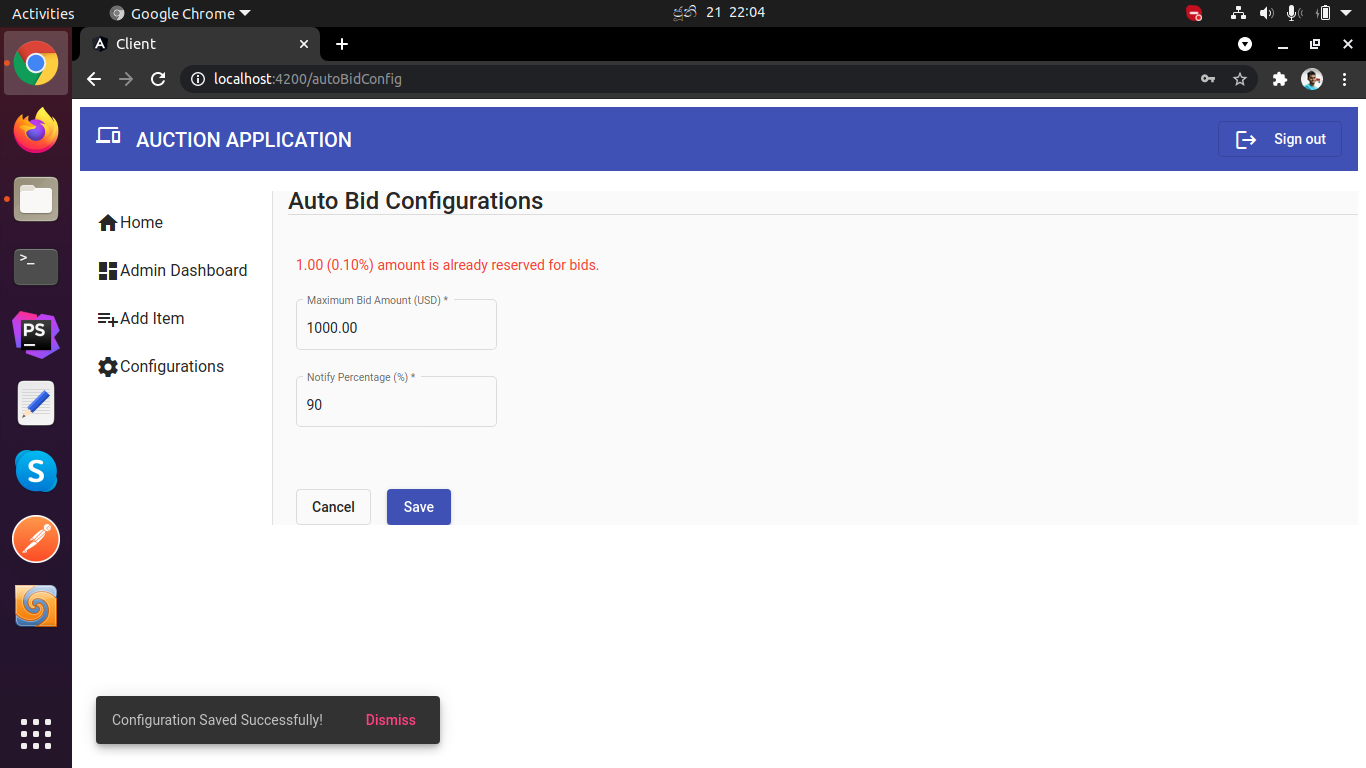 Activities
Google Chrome
ජූනි 21 22:04
Client
localhost:4200/autoBidConfig
AUCTION APPLICATION
Sign out
Home
Admin Dashboard
Add Item
Configurations
Auto Bid Configurations
1.00 (0.10%) amount is already reserved for bids.
Maximum Bid Amount (USD) *
1000.00
Notify Percentage (%) *
90
Cancel
Save
Configuration Saved Successfully!
Dismiss
>_
PS
S